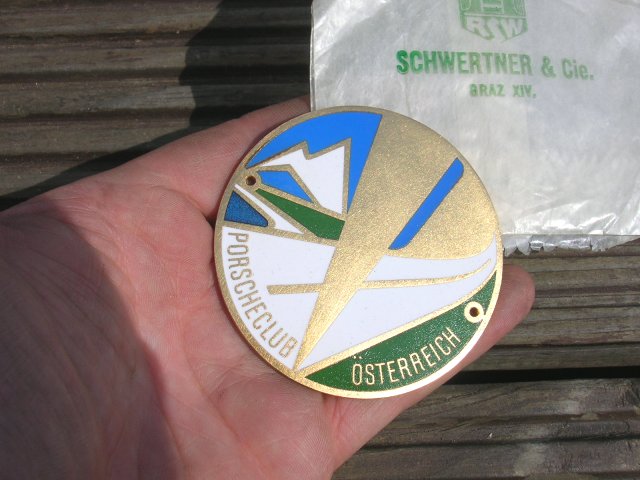 RSW
SCHWERTNER & Cie.
GRAZ XIV.
PORSCHECLUB
ÖSTERREICH